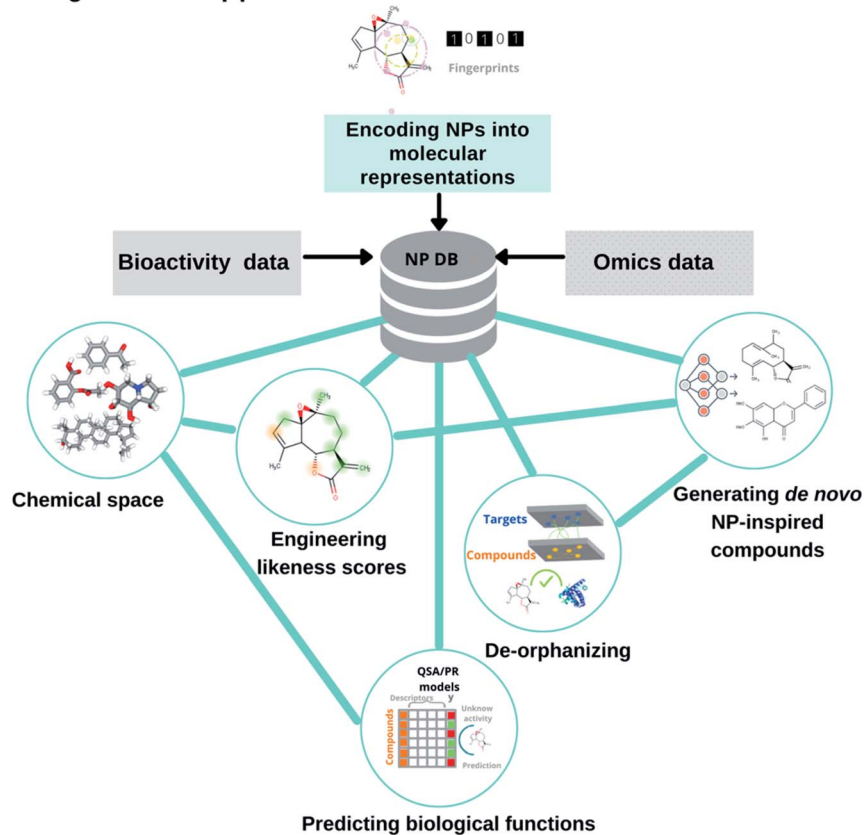 1 0 1 0 1
Fingerprints
Encoding NPs into
molecular
representations
Bioactivity data
NP DB
Omics data
Chemical space
Engineering
likeness scores
Targets
Compounds
De-orphanizing
Generating de novo
NP-inspired
compounds
QSA/PR
models
Descriptors
y
Compounds
Unknow
activity
Prediction
Predicting biological functions